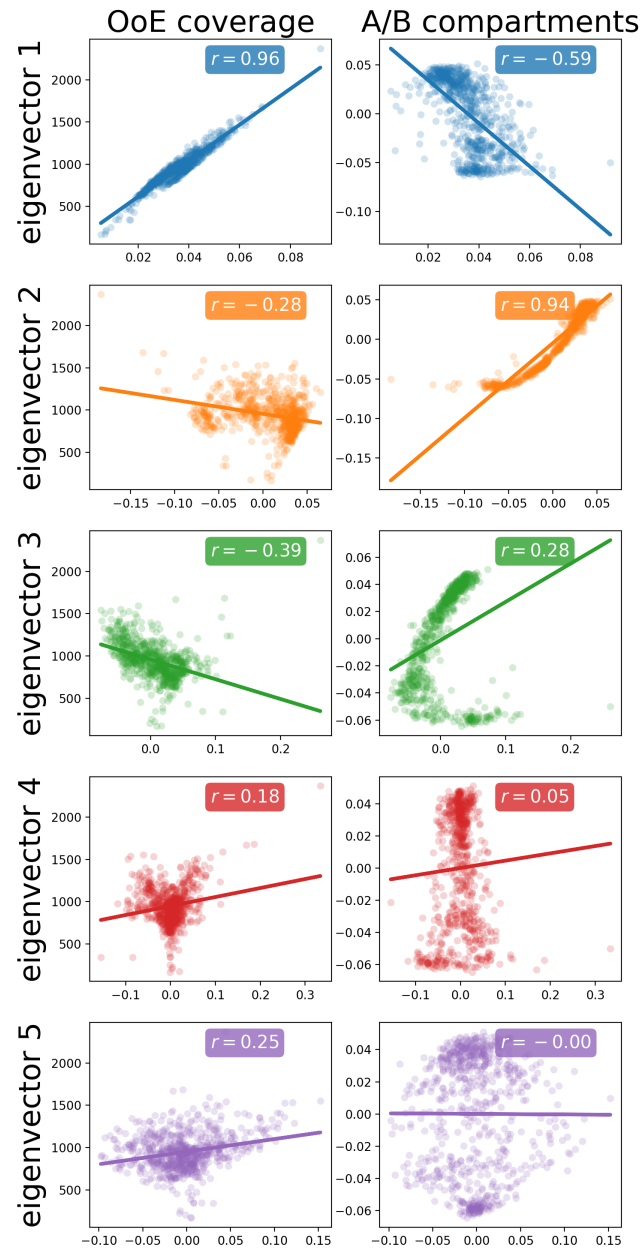 OoE coverage
A/B compartments
eigenvector 1
2000
1500
1000
500
r = 0.96
0.02 0.04 0.06 0.08
0.05
0.00
−0.05
−0.10
r = −0.59
0.02 0.04 0.06 0.08
eigenvector 2
2000
1500
1000
500
r = −0.28
−0.15 −0.10 −0.05 0.00 0.05
0.05
0.00
−0.05
−0.10
−0.15
r = 0.94
−0.15 −0.10 −0.05 0.00 0.05
eigenvector 3
2000
1500
1000
500
r = −0.39
0.0 0.1 0.2
0.06
0.04
0.02
0.00
−0.02
−0.04
−0.06
r = 0.28
0.0 0.1 0.2
eigenvector 4
2000
1500
1000
500
r = 0.18
−0.1 0.0 0.1 0.2 0.3
0.04
0.02
0.00
−0.02
−0.04
−0.06
r = 0.05
−0.1 0.0 0.1 0.2 0.3
eigenvector 5
2000
1500
1000
500
r = 0.25
−0.10 −0.05 0.00 0.05 0.10 0.15
0.04
0.02
0.00
−0.02
−0.04
−0.06
r = −0.00
−0.10 −0.05 0.00 0.05 0.10 0.15